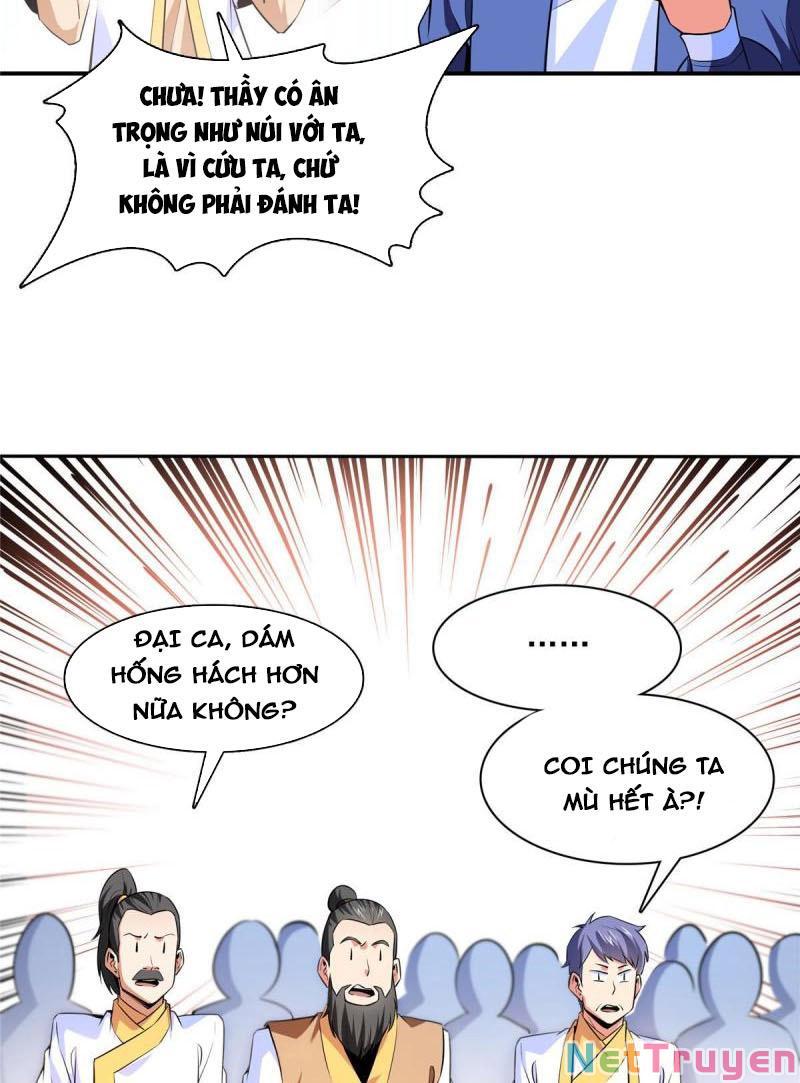 CHƯA! THẦY CÓ ÂN
TRỌNG NHƯ NÚI VỚI TA,
LÀ VÌ CỨU TA, CHỨ
KHÔNG PHẢI ĐÁNH TA!
ĐẠI CA, DÁM
HỐNG HÁCH HƠN
NỮA KHÔNG?
......
COI CHÚNG TA
MÙ HẾT À?!
NetTruyen